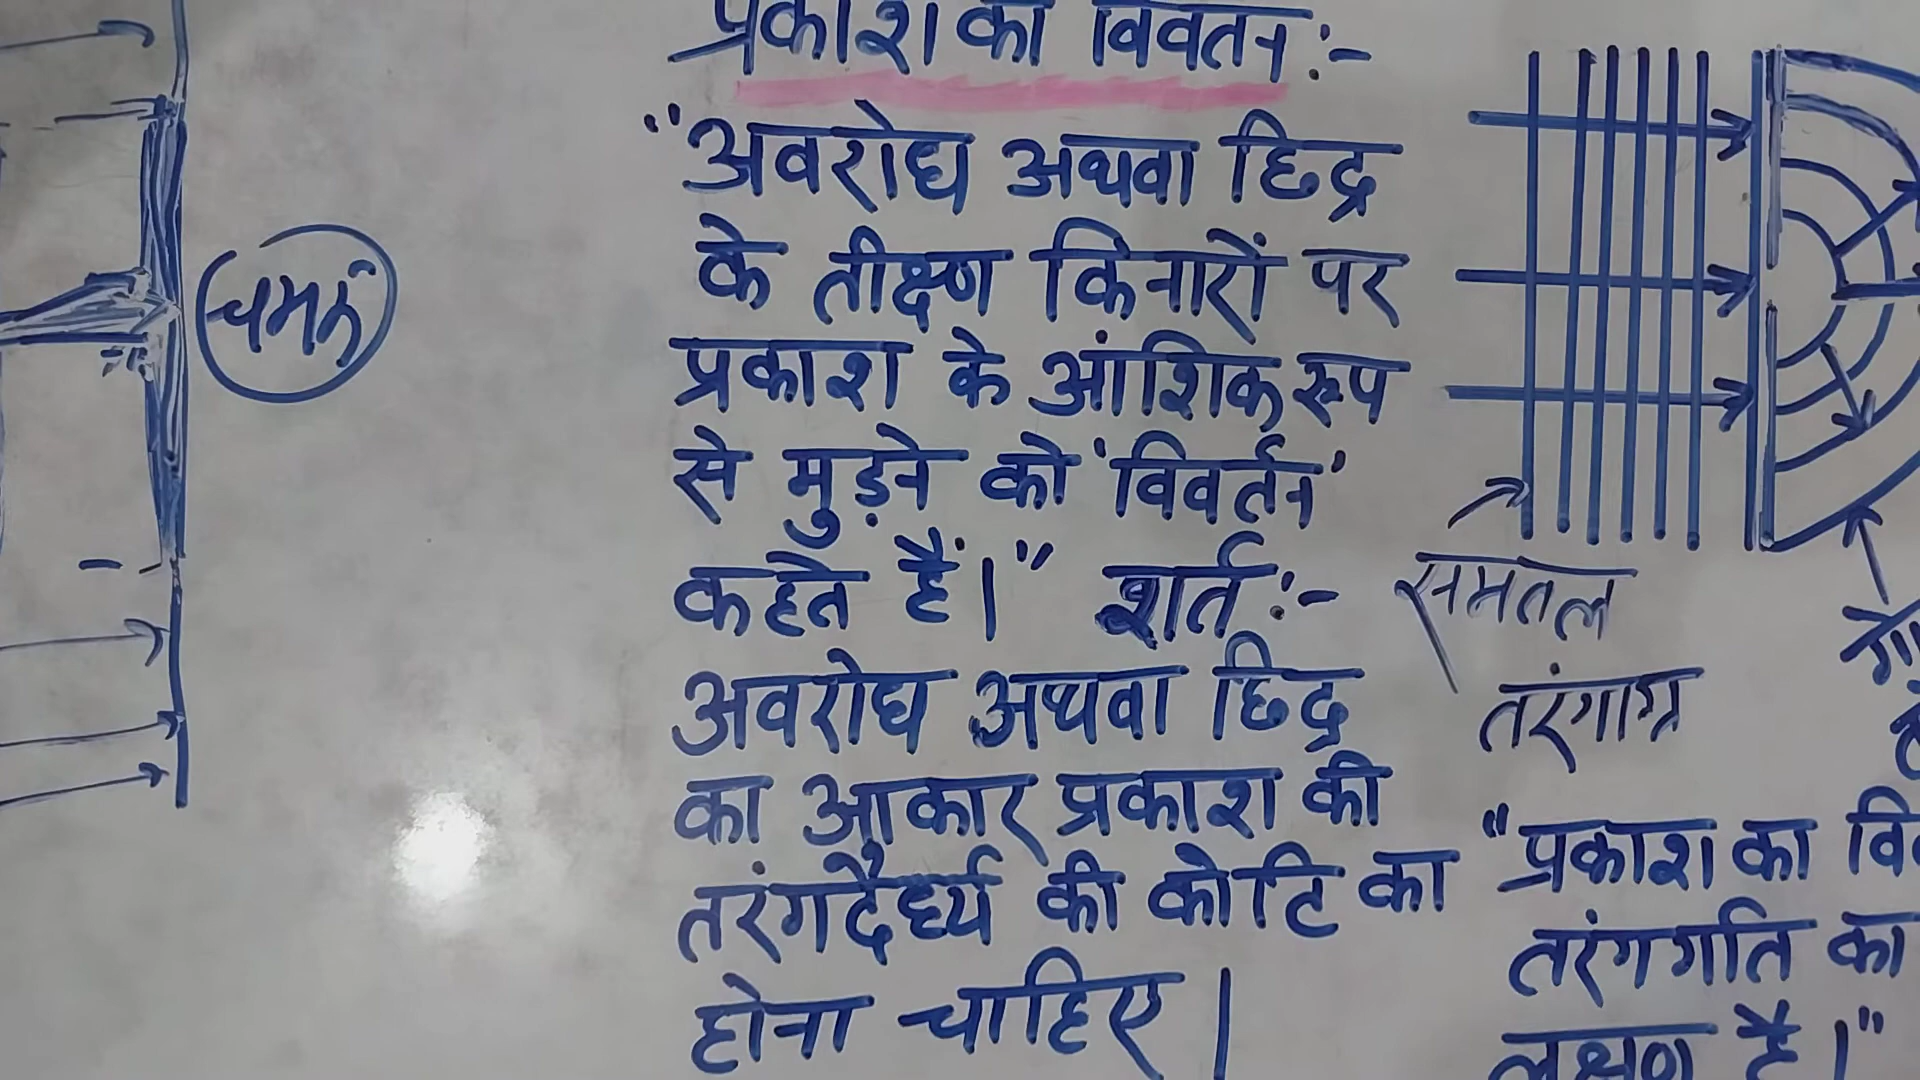 प्रकाश का विवर्तन :-
"अवरोध अथवा छिद्र
के तीक्ष्ण किनारों पर
प्रकाश के आंशिक रूप
से मुड़ने को 'विवर्तन'
कहते हैं।" शर्त :-
अवरोध अथवा छिद्र
का आकार प्रकाश की
तरंगदैर्ध्य की कोटि का
होना चाहिए।
चमक
समतल
तरंगाग्र
"प्रकाश का
तरंगगति का
लक्षण है।"